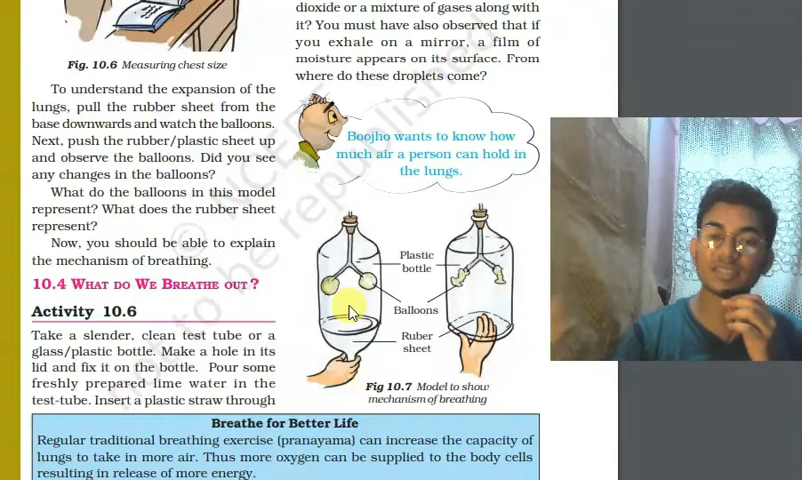 Fig. 10.6 Measuring chest size
To understand the expansion of the
lungs, pull the rubber sheet from the
base downwards and watch the balloons.
Next, push the rubber/plastic sheet up
and observe the balloons. Did you see
any changes in the balloons?
What do the balloons in this model
represent? What does the rubber sheet
represent?
Now, you should be able to explain
the mechanism of breathing.
10.4 WHAT DO WE BREATHE OUT?
Activity 10.6
Take a slender, clean test tube or a
glass/plastic bottle. Make a hole in its
lid and fix it on the bottle. Pour some
freshly prepared lime water in the
test-tube. Insert a plastic straw through
dioxide or a mixture of gases along with
it? You must have also observed that if
you exhale on a mirror, a film of
moisture appears on its surface. From
where do these droplets come?
Boojho wants to know how
much air a person can hold in
the lungs.
Plastic
bottle
Balloons
Ruber
sheet
Fig 10.7 Model to show
mechanism of breathing
Breathe for Better Life
Regular traditional breathing exercise (pranayama) can increase the capacity of
lungs to take in more air. Thus more oxygen can be supplied to the body cells
resulting in release of more energy.
© NCERT
not to be republished